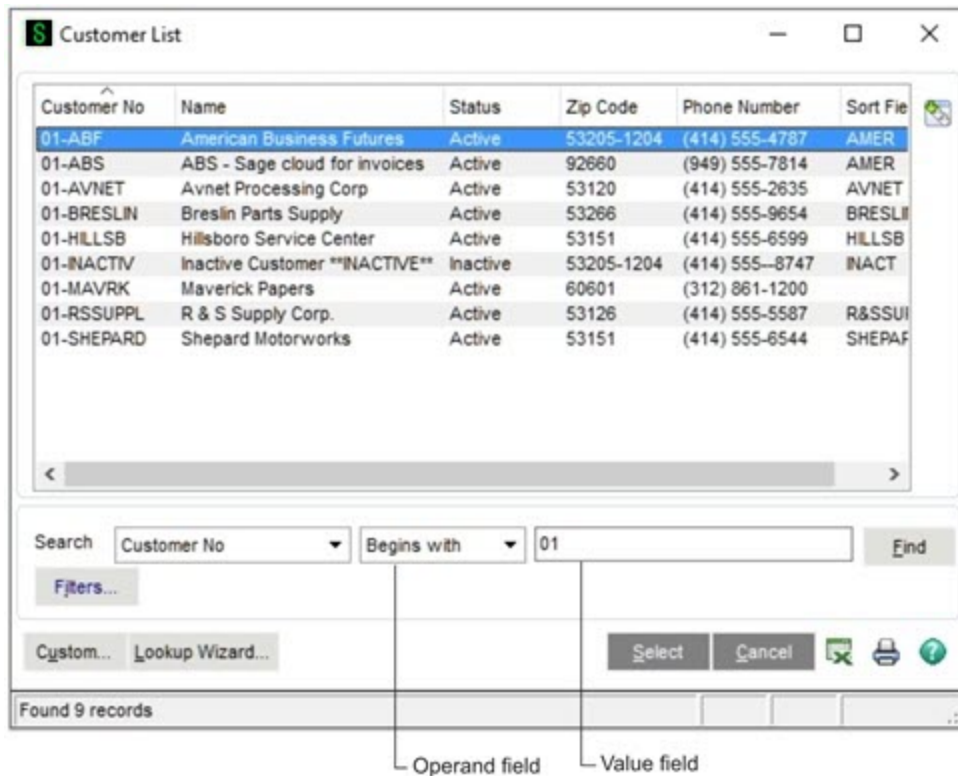 S Customer List
Customer No Name Status Zip Code Phone Number Sort Fie
01-ABF American Business Futures Active 53205-1204 (414) 555-4787 AMER
01-ABS ABS - Sage cloud for invoices Active 92660 (949) 555-7814 AMER
01-AVNET Avnet Processing Corp Active 53120 (414) 555-2635 AVNET
01-BRESLIN Breslin Parts Supply Active 53266 (414) 555-9654 BRESLI
01-HILLSB Hillsboro Service Center Active 53151 (414) 555-6599 HILLSB
01-INACTIV Inactive Customer **INACTIVE** Inactive 53205-1204 (414) 555--8747 INACT
01-MAVRK Maverick Papers Active 60601 (312) 861-1200
01-RSSUPPL R & S Supply Corp. Active 53126 (414) 555-5587 R&SSU
01-SHEPARD Shepard Motorworks Active 53151 (414) 555-6544 SHEPAR
Search Customer No Begins with 01 Find
Filters...
Custom... Lookup Wizard... Select Cancel
Found 9 records
Operand field Value field